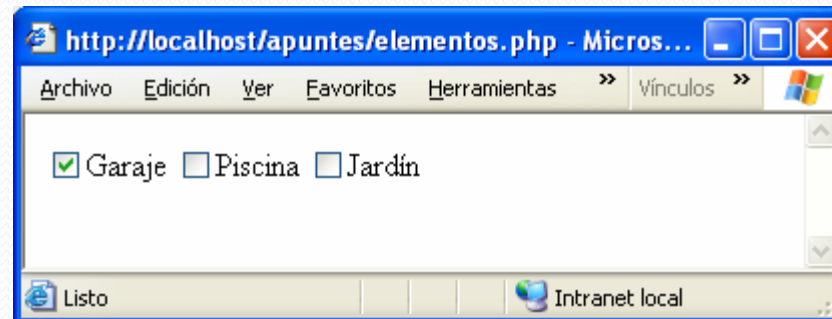 http://localhost/apuntes/elementos.php - Micros...
Archivo Edición Ver Favoritos Herramientas » Vínculos »
Garaje Piscina Jardín
Listo Intranet local